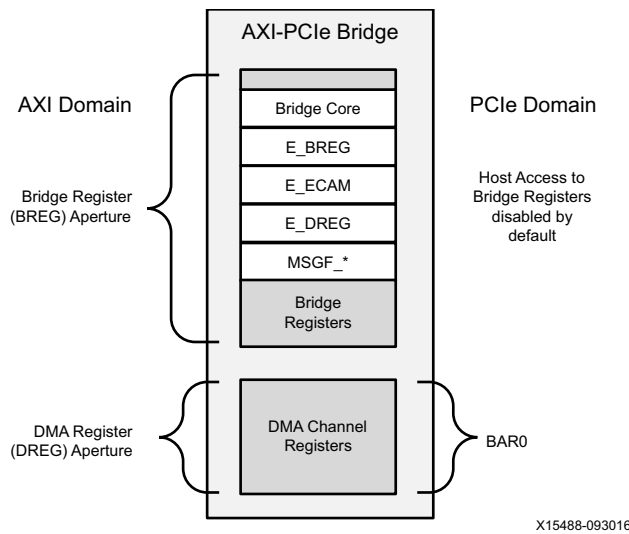 AXI-PCIe Bridge
AXI Domain
PCIe Domain
Bridge Core
E_BREG
E_ECAM
E_DREG
MSGF_*
Bridge
Registers
Bridge Register
(BREG) Aperture
Host Access to
Bridge Registers
disabled by
default
DMA Register
(DREG) Aperture
DMA Channel
Registers
BAR0
X15488-093016